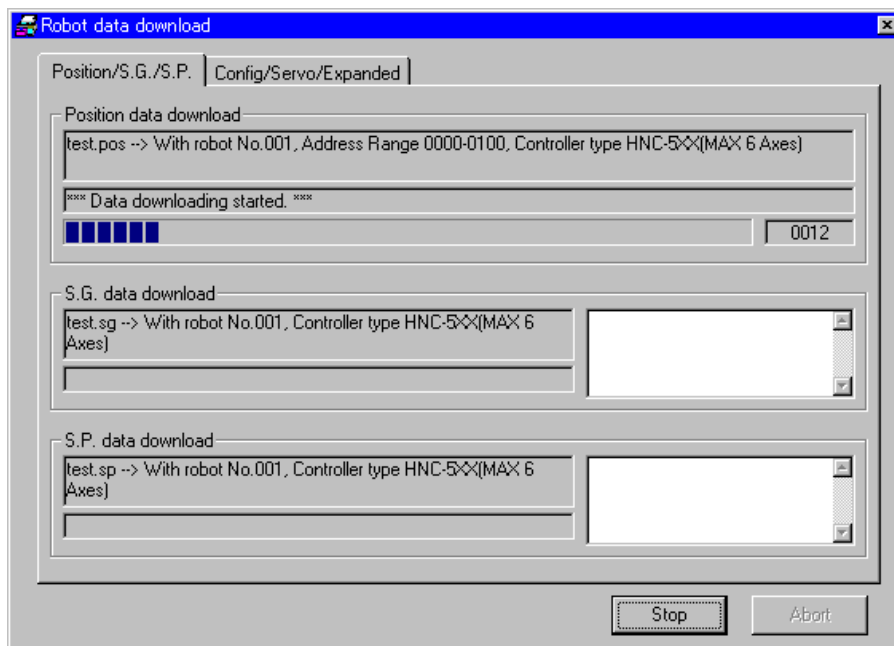 Robot data download
Position/S.G./S.P.
Config/Servo/Expanded
Position data download
test.pos --> With robot No.001, Address Range 0000-0100, Controller type HNC-5XX(MAX 6 Axes)
*** Data downloading started. ***
0012
S.G. data download
test.sg --> With robot No.001, Controller type HNC-5XX(MAX 6
Axes)
S.P. data download
test.sp --> With robot No.001, Controller type HNC-5XX(MAX 6
Axes)
Stop
Abort